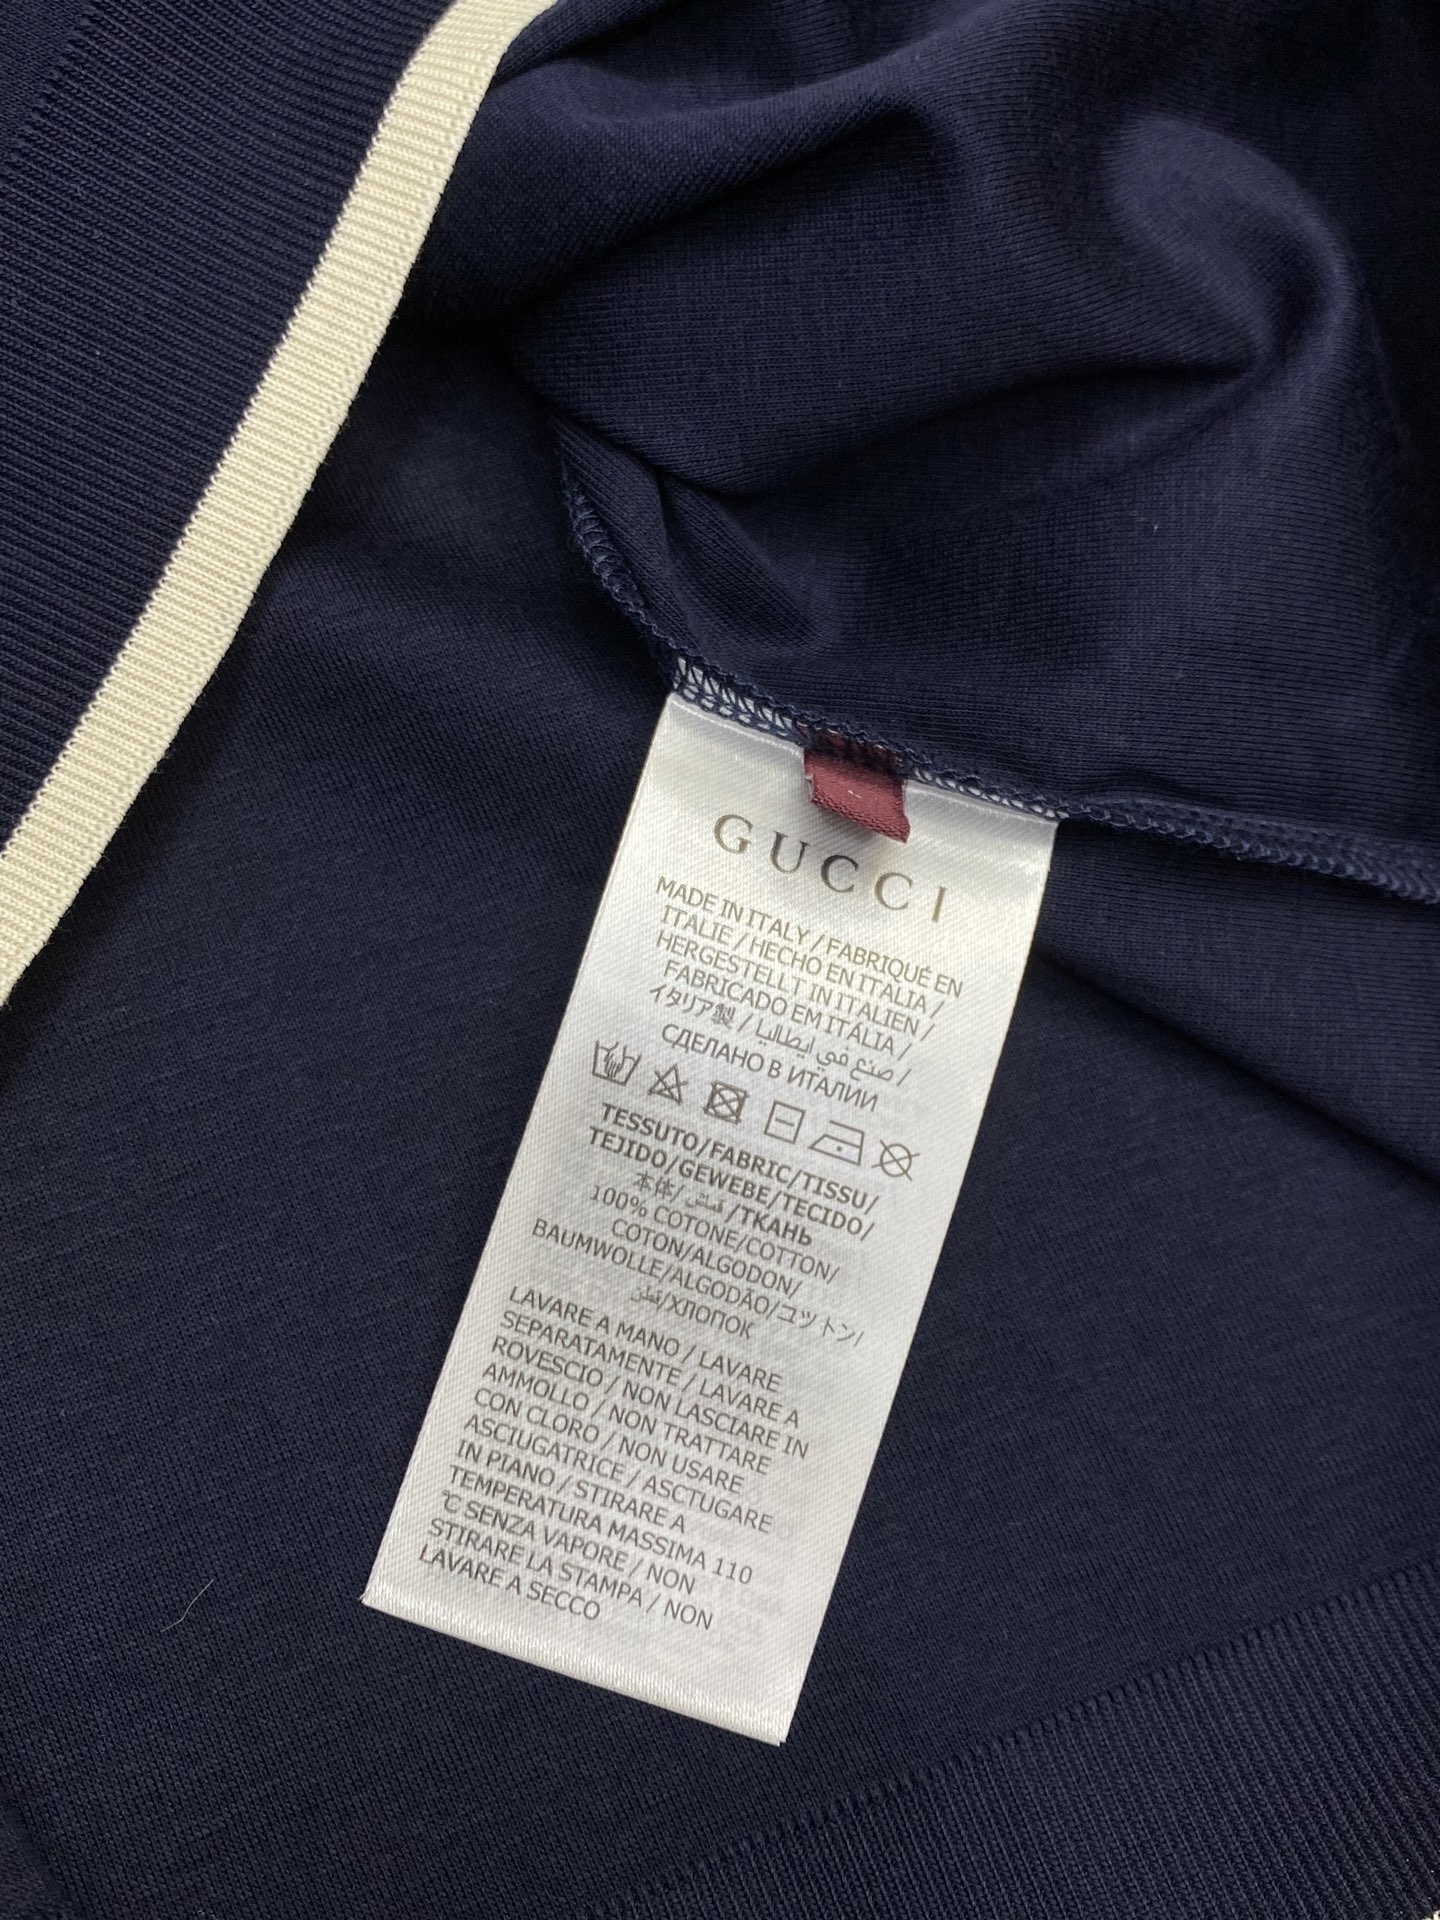 GUCCI
MADE IN ITALY / FABRIQUÉ EN
ITALIE / HECHO EN ITALIA /
HERGESTELLT IN ITALIEN /
FABRICADO EM ITÁLIA /
イタリア製 / صنع في ايطاليا /
СДЕЛАНО В ИТАЛИИ
TESSUTO/FABRIC/TISSU/
TEJIDO/GEWEBE/TECIDO/
本体/قماش/ТКАНЬ
100% COTONE/COTTON/
COTON/ALGODON/
BAUMWOLLE/ALGODÃO/ユツトン/
قطن/ХЛОПОК
LAVARE A MANO / LAVARE
SEPARATAMENTE / LAVARE A
ROVESCIO / NON LASCIARE IN
AMMOLLO / NON TRATTARE
CON CLORO / NON USARE
ASCIUGATRICE / ASCTUGARE
IN PIANO / STIRARE A
TEMPERATURA MASSIMA 110
℃ SENZA VAPORE / NON
STIRARE LA STAMPA / NON
LAVARE A SECCO